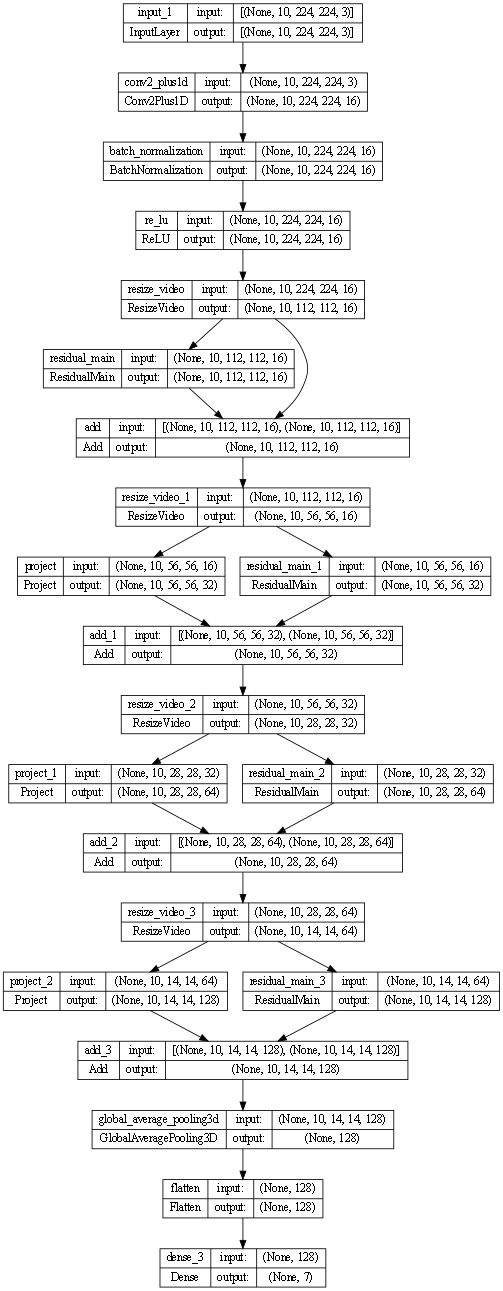 input_1 input: [(None, 10, 224, 224, 3)]
InputLayer output: [(None, 10, 224, 224, 3)]
conv2_plus1d input: (None, 10, 224, 224, 3)
Conv2Plus1D output: (None, 10, 224, 224, 16)
batch_normalization input: (None, 10, 224, 224, 16)
BatchNormalization output: (None, 10, 224, 224, 16)
re_lu input: (None, 10, 224, 224, 16)
ReLU output: (None, 10, 224, 224, 16)
resize_video input: (None, 10, 224, 224, 16)
ResizeVideo output: (None, 10, 112, 112, 16)
residual_main input: (None, 10, 112, 112, 16)
ResidualMain output: (None, 10, 112, 112, 16)
add input: [(None, 10, 112, 112, 16), (None, 10, 112, 112, 16)]
Add output: (None, 10, 112, 112, 16)
resize_video_1 input: (None, 10, 112, 112, 16)
ResizeVideo output: (None, 10, 56, 56, 16)
project input: (None, 10, 56, 56, 16)
Project output: (None, 10, 56, 56, 32)
residual_main_1 input: (None, 10, 56, 56, 16)
ResidualMain output: (None, 10, 56, 56, 32)
add_1 input: [(None, 10, 56, 56, 32), (None, 10, 56, 56, 32)]
Add output: (None, 10, 56, 56, 32)
resize_video_2 input: (None, 10, 56, 56, 32)
ResizeVideo output: (None, 10, 28, 28, 32)
project_1 input: (None, 10, 28, 28, 32)
Project output: (None, 10, 28, 28, 64)
residual_main_2 input: (None, 10, 28, 28, 32)
ResidualMain output: (None, 10, 28, 28, 64)
add_2 input: [(None, 10, 28, 28, 64), (None, 10, 28, 28, 64)]
Add output: (None, 10, 28, 28, 64)
resize_video_3 input: (None, 10, 28, 28, 64)
ResizeVideo output: (None, 10, 14, 14, 64)
project_2 input: (None, 10, 14, 14, 64)
Project output: (None, 10, 14, 14, 128)
residual_main_3 input: (None, 10, 14, 14, 64)
ResidualMain output: (None, 10, 14, 14, 128)
add_3 input: [(None, 10, 14, 14, 128), (None, 10, 14, 14, 128)]
Add output: (None, 10, 14, 14, 128)
global_average_pooling3d input: (None, 10, 14, 14, 128)
GlobalAveragePooling3D output: (None, 128)
flatten input: (None, 128)
Flatten output: (None, 128)
dense_3 input: (None, 128)
Dense output: (None, 7)